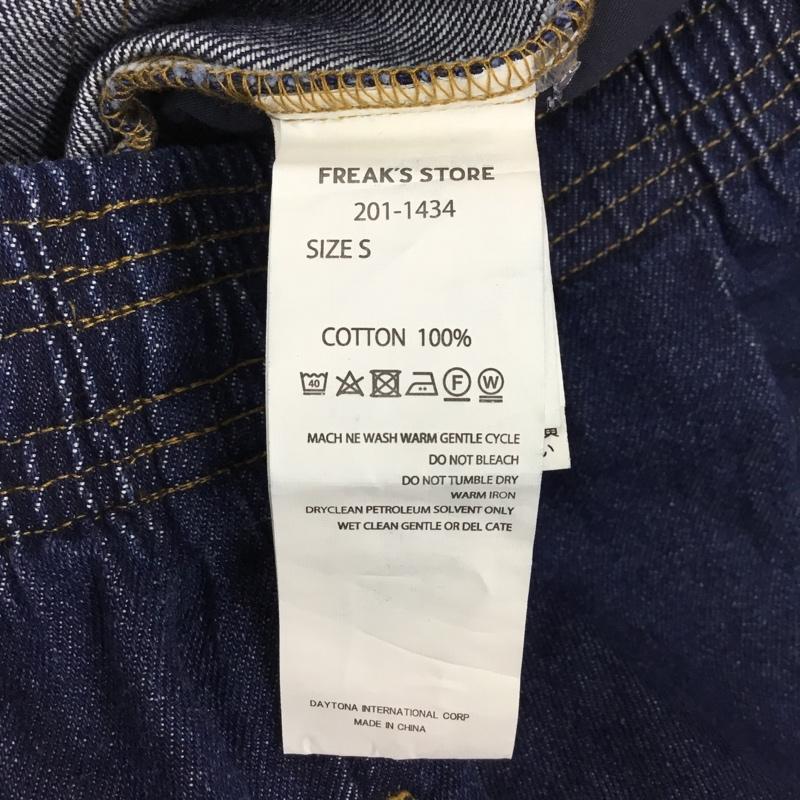 FREAK'S STORE
201-1434
SIZE S
COTTON 100%
40 F W
MACH NE WASH WARM GENTLE CYCLE
DO NOT BLEACH
DO NOT TUMBLE DRY
WARM IRON
DRYCLEAN PETROLEUM SOLVENT ONLY
WET CLEAN GENTLE OR DEL CATE
DAYTONA INTERNATIONAL CORP
MADE IN CHINA